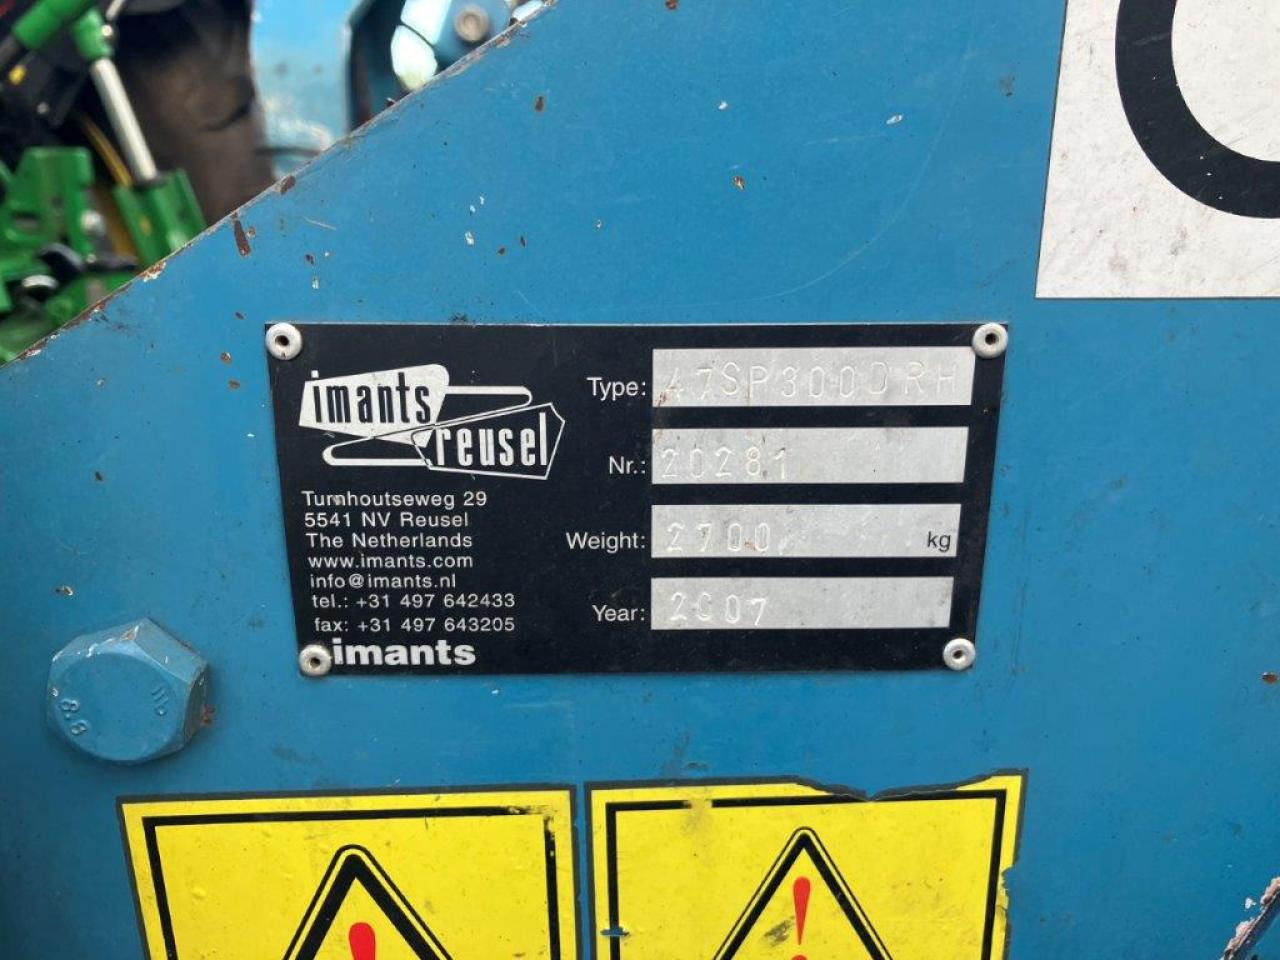 imants
reusel
Turnhoutseweg 29
5541 NV Reusel
The Netherlands
www.imants.com
info@imants.nl
tel.: +31 497 642433
fax: +31 497 643205
imants
Type: 47SP300DRH
Nr.: 20281
Weight: 2700 kg
Year: 2007
8.8